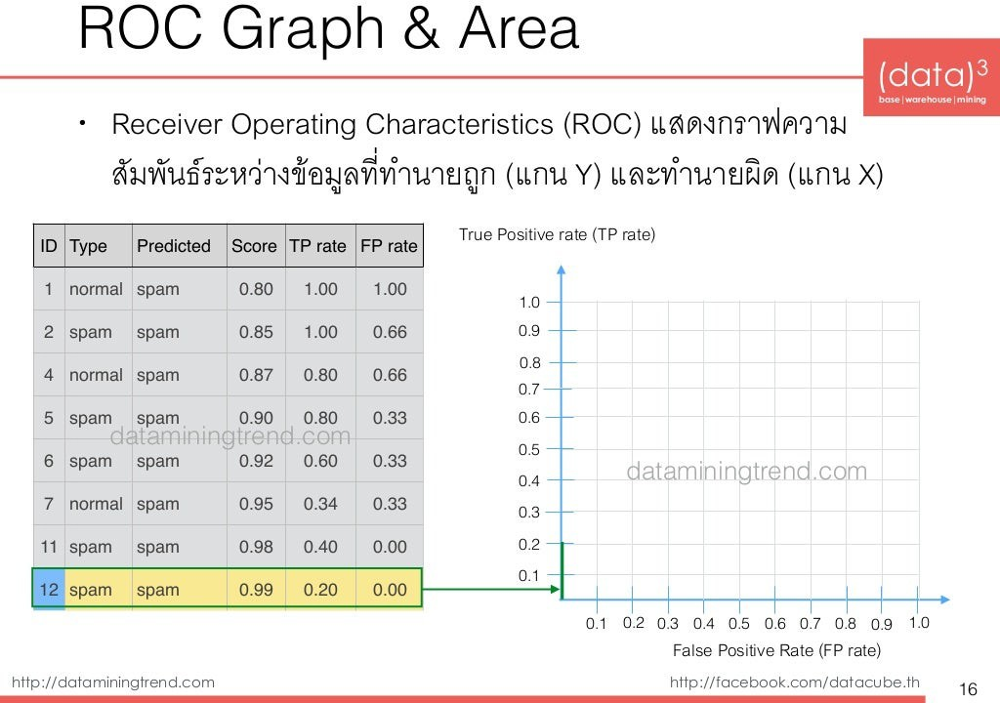 ROC Graph & Area
(data)3
base|warehouse|mining
• Receiver Operating Characteristics (ROC) แสดงกราฟความ
สัมพันธ์ระหว่างข้อมูลที่ทำนายถูก (แกน Y) และทำนายผิด (แกน X)
ID Type Predicted Score TP rate FP rate
1 normal spam 0.80 1.00 1.00
2 spam spam 0.85 1.00 0.66
4 normal spam 0.87 0.80 0.66
5 spam spam 0.90 0.80 0.33
dataminingtrend.com
6 spam spam 0.92 0.60 0.33
7 normal spam 0.95 0.34 0.33
11 spam spam 0.98 0.40 0.00
12 spam spam 0.99 0.20 0.00
True Positive rate (TP rate)
1.0
0.9
0.8
0.7
0.6
0.5
0.4
0.3
0.2
0.1
dataminingtrend.com
0.1 0.2 0.3 0.4 0.5 0.6 0.7 0.8 0.9 1.0
False Positive Rate (FP rate)
http://dataminingtrend.com
http://facebook.com/datacube.th
16